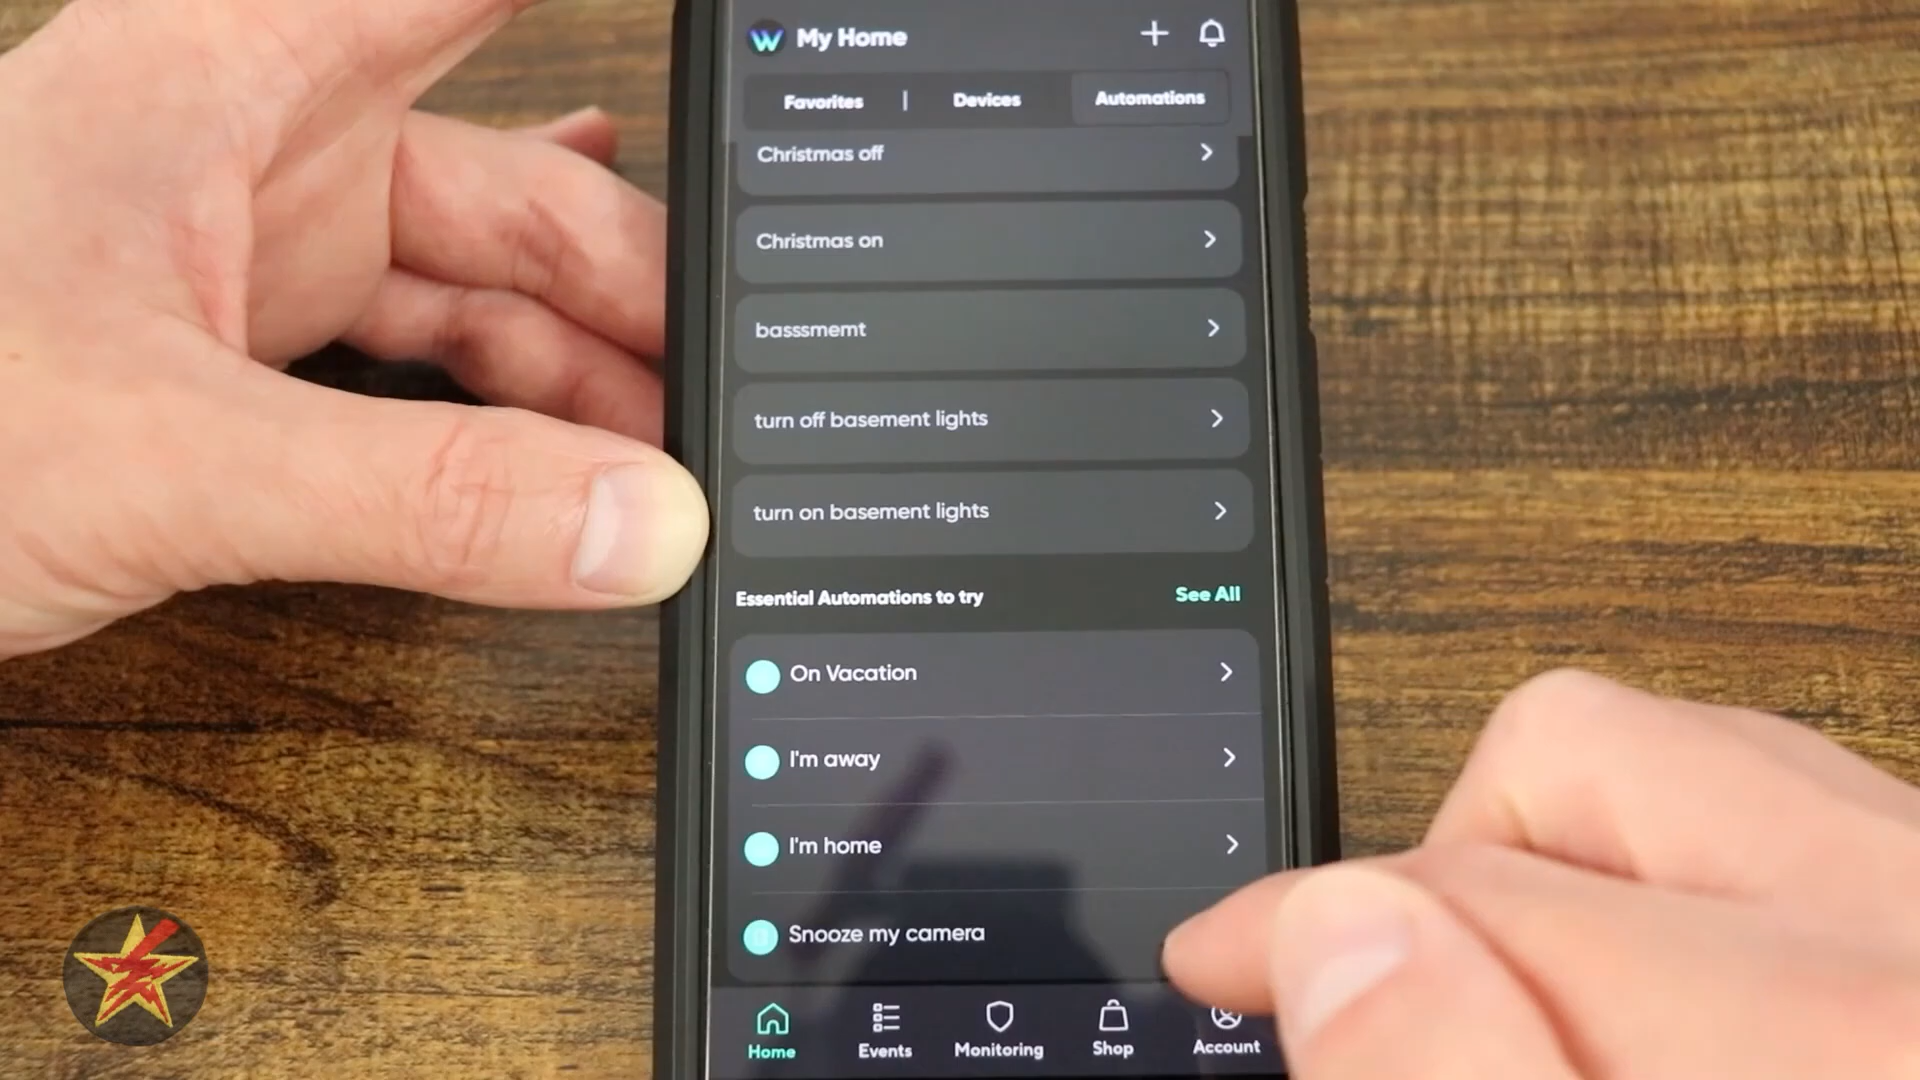 My Home
Favorites | Devices Automations
Christmas off
Christmas on
basssmemt
turn off basement lights
turn on basement lights
Essential Automations to try See All
On Vacation
I'm away
I'm home
Snooze my camera
Home Events Monitoring Shop Account